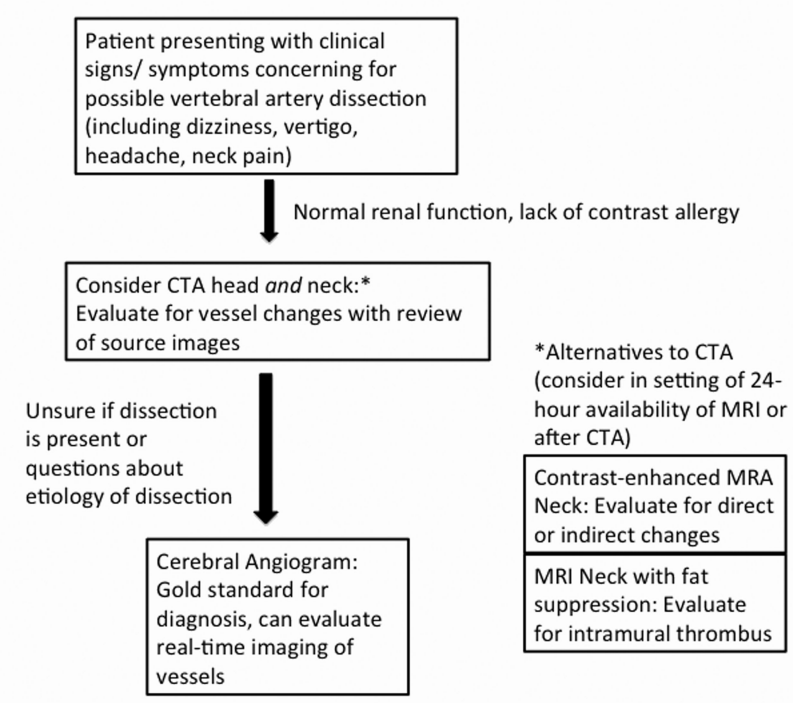 Patient presenting with clinical
signs/ symptoms concerning for
possible vertebral artery dissection
(including dizziness, vertigo,
headache, neck pain)
Normal renal function, lack of contrast allergy
Consider CTA head and neck:*
Evaluate for vessel changes with review
of source images
Unsure if dissection
is present or
questions about
etiology of dissection
Cerebral Angiogram:
Gold standard for
diagnosis, can evaluate
real-time imaging of
vessels
*Alternatives to CTA
(consider in setting of 24-
hour availability of MRI or
after CTA)
Contrast-enhanced MRA
Neck: Evaluate for direct
or indirect changes
MRI Neck with fat
suppression: Evaluate
for intramural thrombus